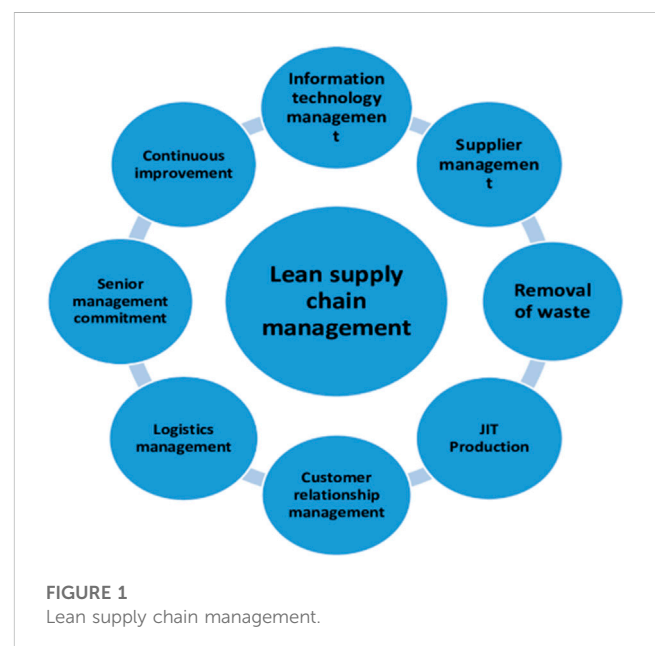 Information
technology
managemen
t
Supplier
managemen
t
Removal
of waste
JIT
Production
Customer
relationship
management
Logistics
management
Senior
management
commitment
Continuous
improvement
Lean supply
chain
management
FIGURE 1
Lean supply chain management.